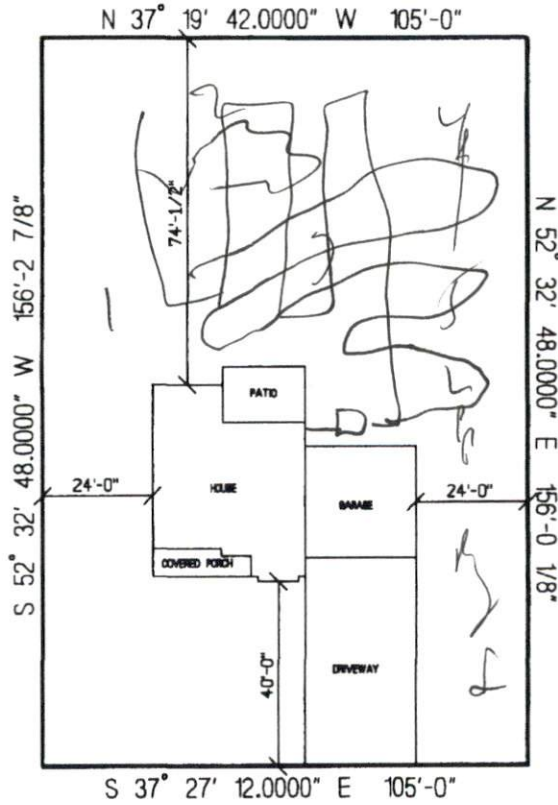 N 37° 19' 42.0000" W 105'-0"
S 52° 32' 48.0000" W 156'-2 7/8"
N 52° 32' 48.0000" E 156'-0 1/8"
74'-1/2"
PATIO
24'-0"
HOUSE
GARAGE
24'-0"
COVERED PORCH
40'-0"
DRIVEWAY
S 37° 27' 12.0000" E 105'-0"